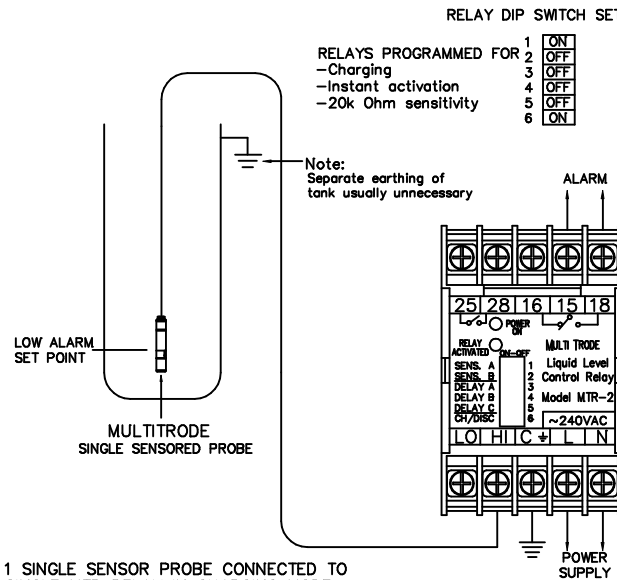 RELAY DIP SWITCH SET
RELAYS PROGRAMMED FOR
-Charging
-Instant activation
-20k Ohm sensitivity
1 ON
2 OFF
3 OFF
4 OFF
5 OFF
6 ON
Note:
Separate earthing of
tank usually unnecessary
ALARM
25 28 16 15 18
POWER
ON
RELAY
ACTIVATED
ON-OFF
MULTI TRODE
SENS. A 1 Liquid Level
SENS. B 2 Control Relay
DELAY A 3
DELAY B 4 Model MTR-2
DELAY C 5
CH/DISC 6 ~240VAC
LO HI C L N
LOW ALARM
SET POINT
MULTITRODE
SINGLE SENSORED PROBE
POWER
SUPPLY
1 SINGLE SENSOR PROBE CONNECTED TO